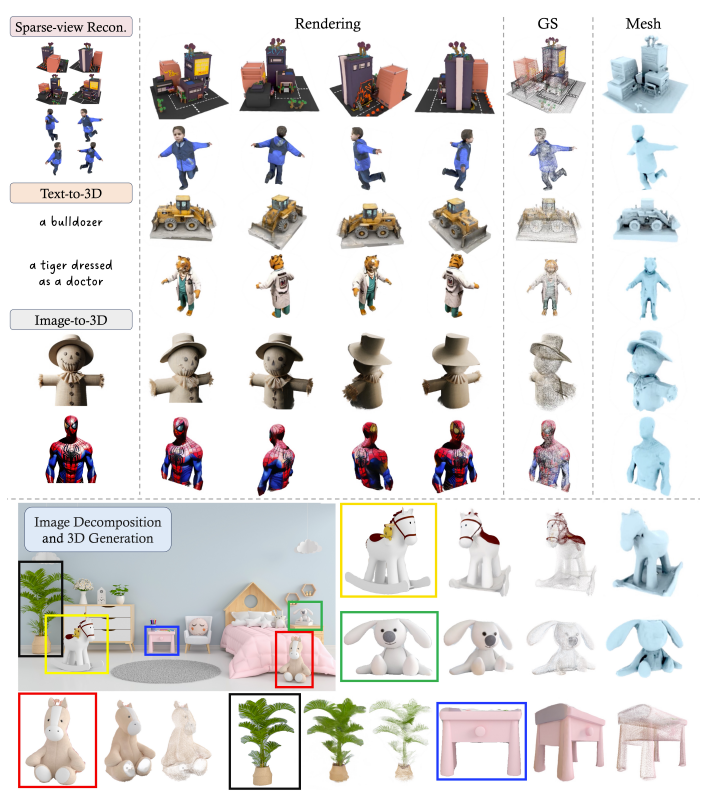 Sparse-view Recon.
Rendering
GS
Mesh
Text-to-3D
a bulldozer
a tiger dressed
as a doctor
Image-to-3D
Image Decomposition
and 3D Generation